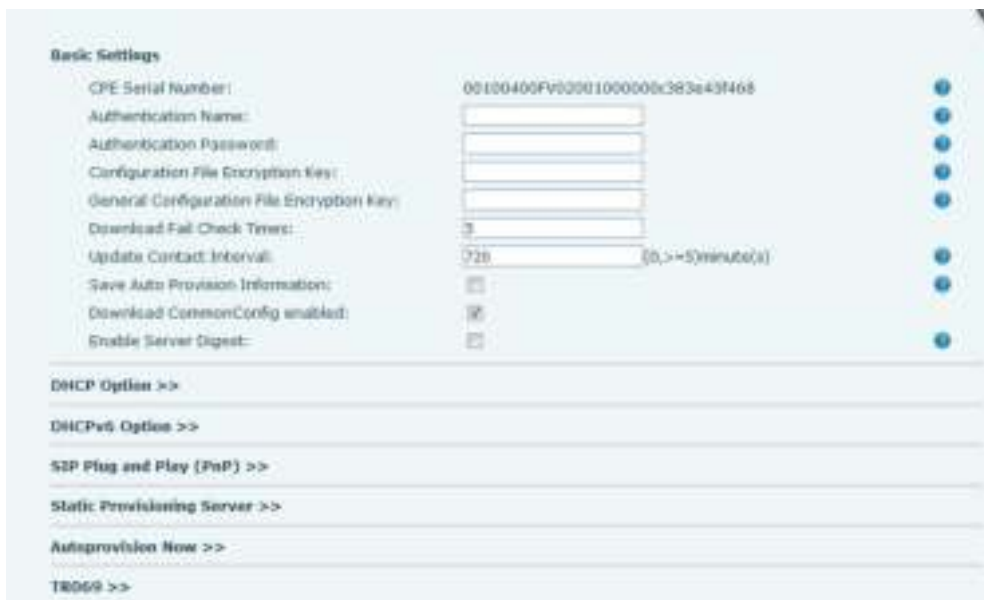 Basic Settings
CPE Serial Number: 00100400FV02001000000c383e43f468
Authentication Name:
Authentication Password:
Configuration File Encryption Key:
General Configuration File Encryption Key:
Download Fail Check Times: 5
Update Contact Interval: 720 (0,>=5)minute(s)
Save Auto Provision Information:
Download CommonConfig enabled:
Enable Server Digest:
DHCP Option >>
DHCPv6 Option >>
SIP Plug and Play (PnP) >>
Static Provisioning Server >>
Autoprovision Now >>
TR069 >>